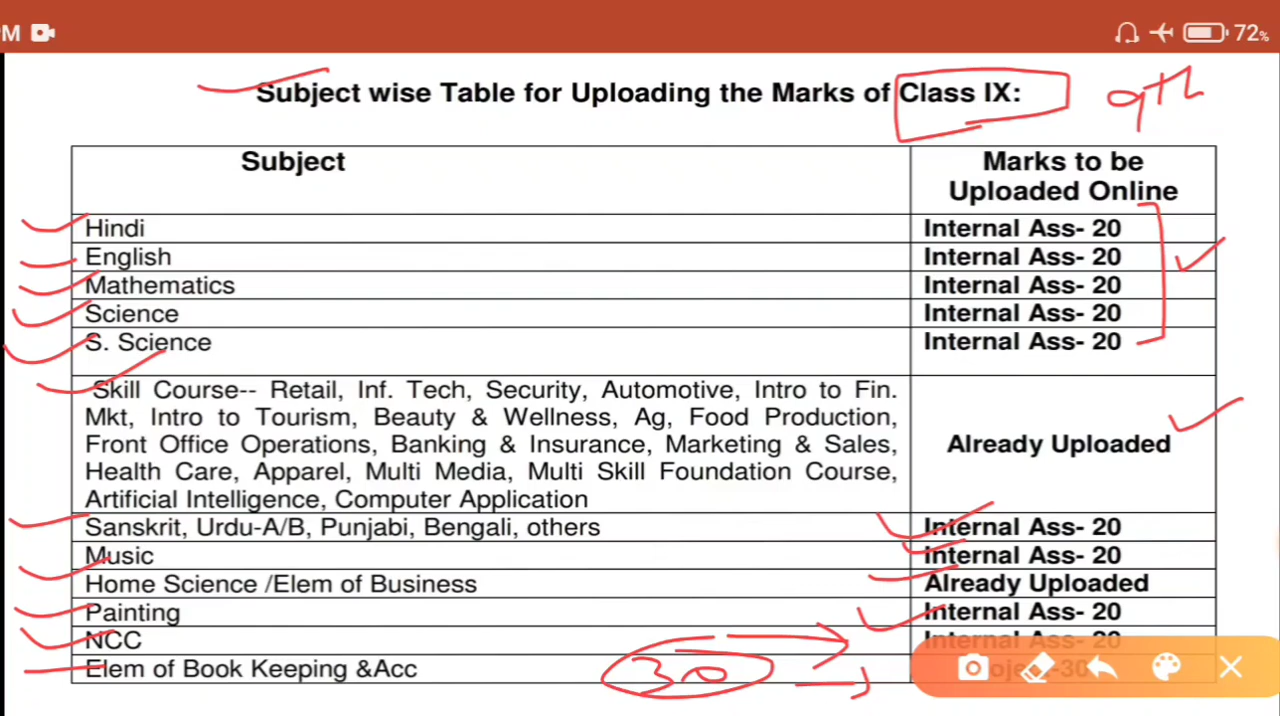 PM 72%
Subject wise Table for Uploading the Marks of Class IX: 9th
Subject Marks to be
Uploaded Online
Hindi Internal Ass- 20
English Internal Ass- 20
Mathematics Internal Ass- 20
Science Internal Ass- 20
S. Science Internal Ass- 20
Skill Course-- Retail, Inf. Tech, Security, Automotive, Intro to Fin.
Mkt, Intro to Tourism, Beauty & Wellness, Ag, Food Production,
Front Office Operations, Banking & Insurance, Marketing & Sales, Already Uploaded
Health Care, Apparel, Multi Media, Multi Skill Foundation Course,
Artificial Intelligence, Computer Application
Sanskrit, Urdu-A/B, Punjabi, Bengali, others Internal Ass- 20
Music Internal Ass- 20
Home Science /Elem of Business Already Uploaded
Painting Internal Ass- 20
NCC Internal Ass- 20
Elem of Book Keeping &Acc 30